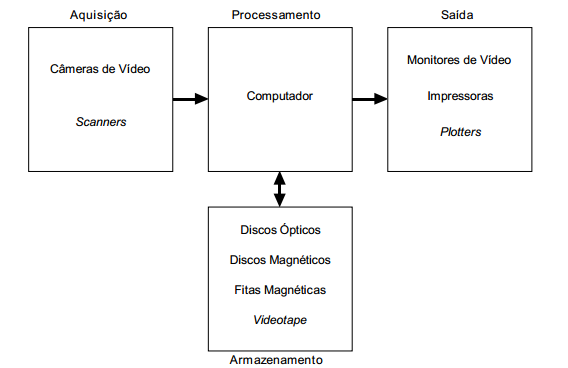 Aquisição
Câmeras de Vídeo
Scanners
Processamento
Computador
Saída
Monitores de Vídeo
Impressoras
Plotters
Discos Ópticos
Discos Magnéticos
Fitas Magnéticas
Videotape
Armazenamento